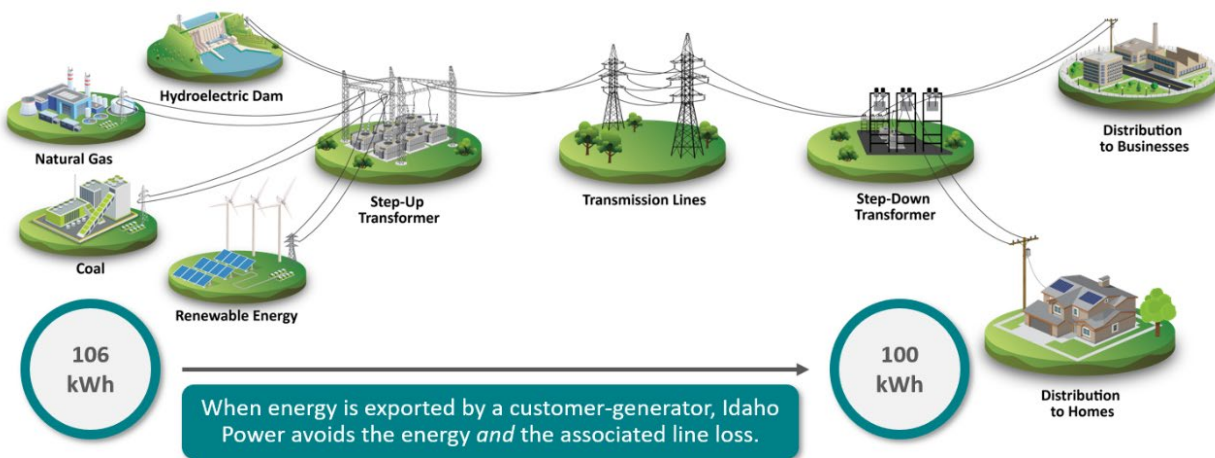 Hydroelectric Dam
Natural Gas
Coal
Renewable Energy
Step-Up
Transformer
Transmission Lines
Step-Down
Transformer
Distribution
to Businesses
Distribution
to Homes
106
kWh
100
kWh
When energy is exported by a customer-generator, Idaho
Power avoids the energy and the associated line loss.